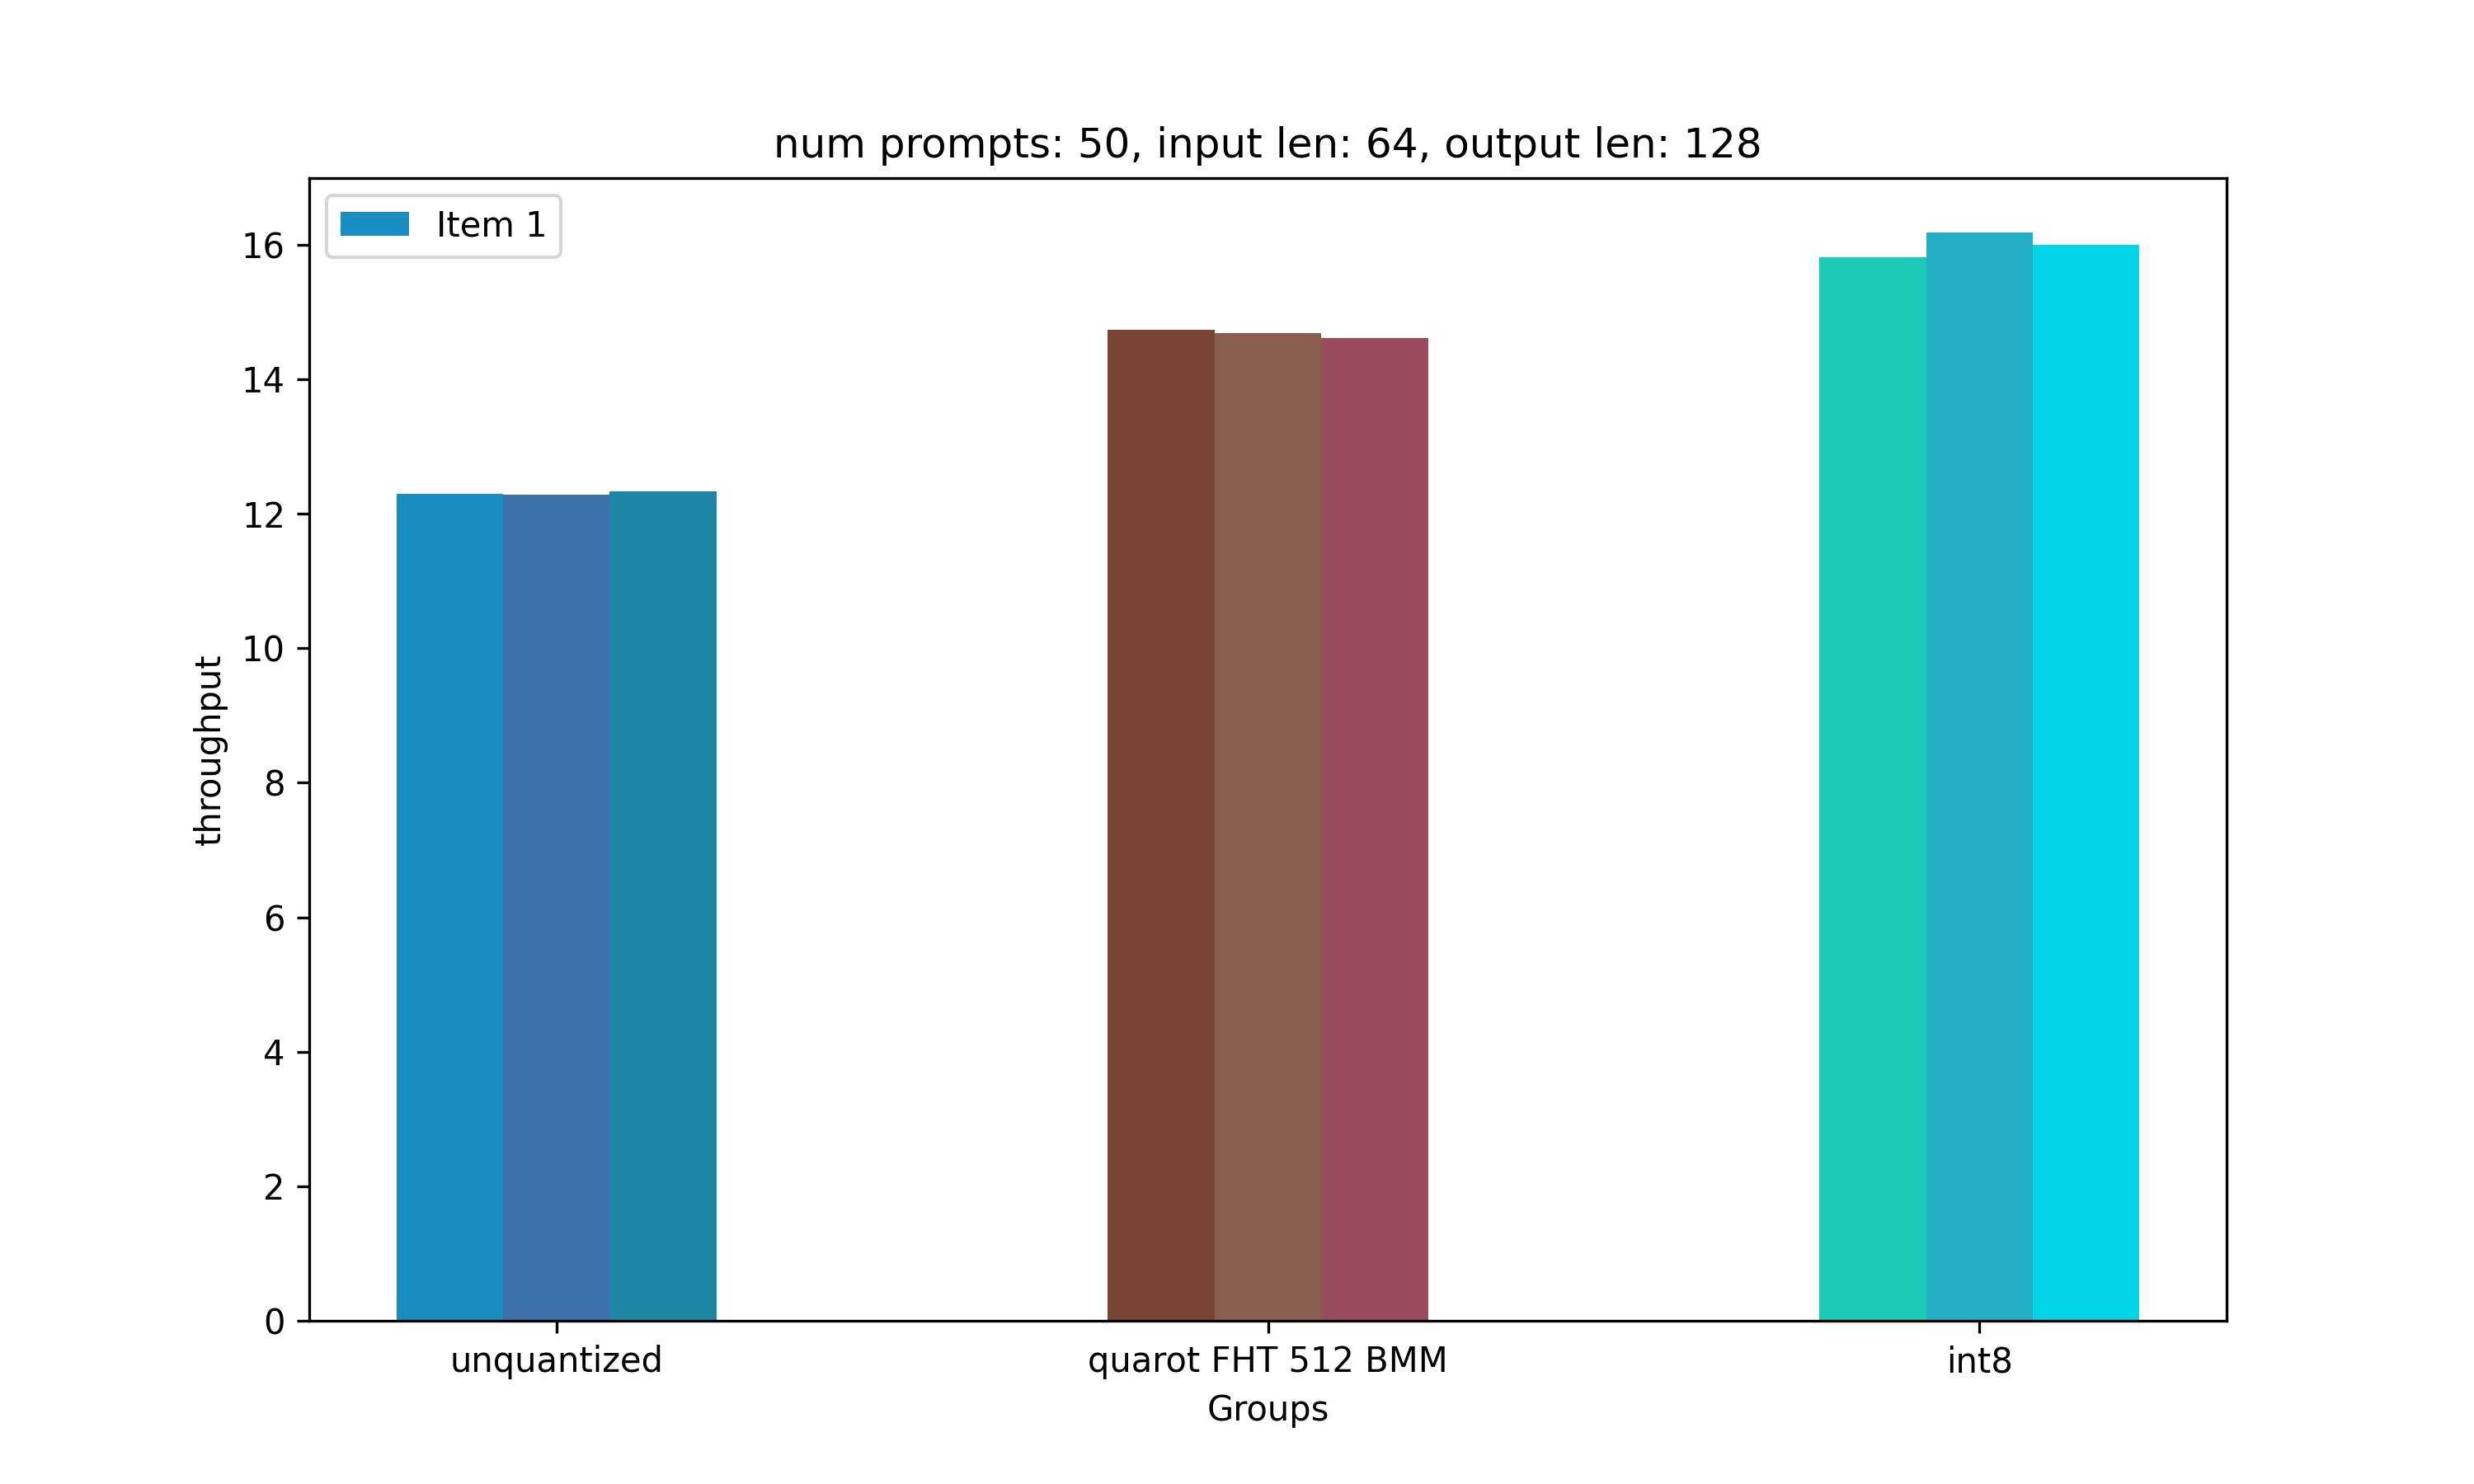 num prompts: 50, input len: 64, output len: 128
Item 1
throughput
16
14
12
10
8
6
4
2
0
unquantized quarot FHT 512 BMM int8
Groups